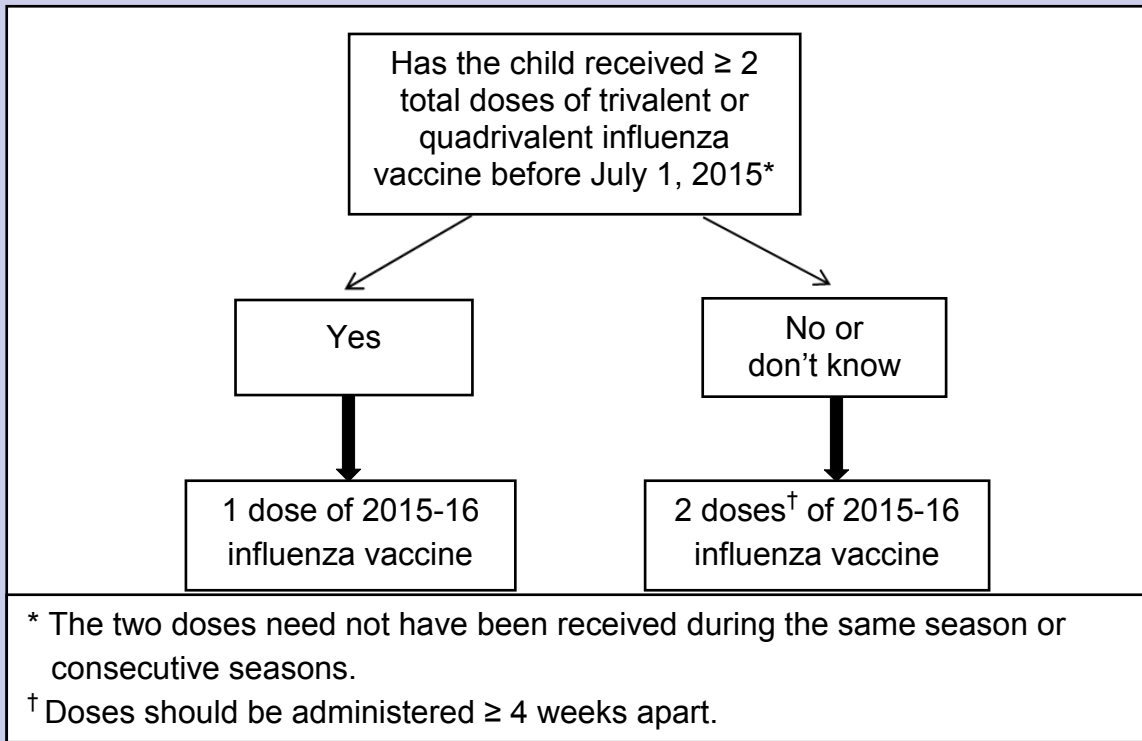 Has the child received ≥ 2
total doses of trivalent or
quadrivalent influenza
vaccine before July 1, 2015*
Yes
No or
don’t know
1 dose of 2015-16
influenza vaccine
2 doses† of 2015-16
influenza vaccine
* The two doses need not have been received during the same season or
consecutive seasons.
† Doses should be administered ≥ 4 weeks apart.